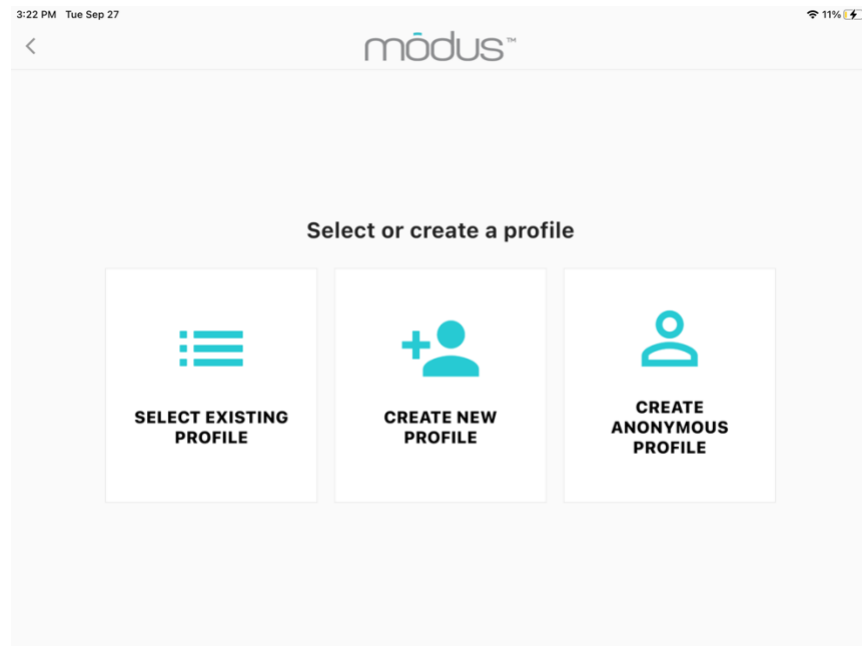 3:22 PM Tue Sep 27
11%
mōdus™
Select or create a profile
SELECT EXISTING
PROFILE
CREATE NEW
PROFILE
CREATE
ANONYMOUS
PROFILE